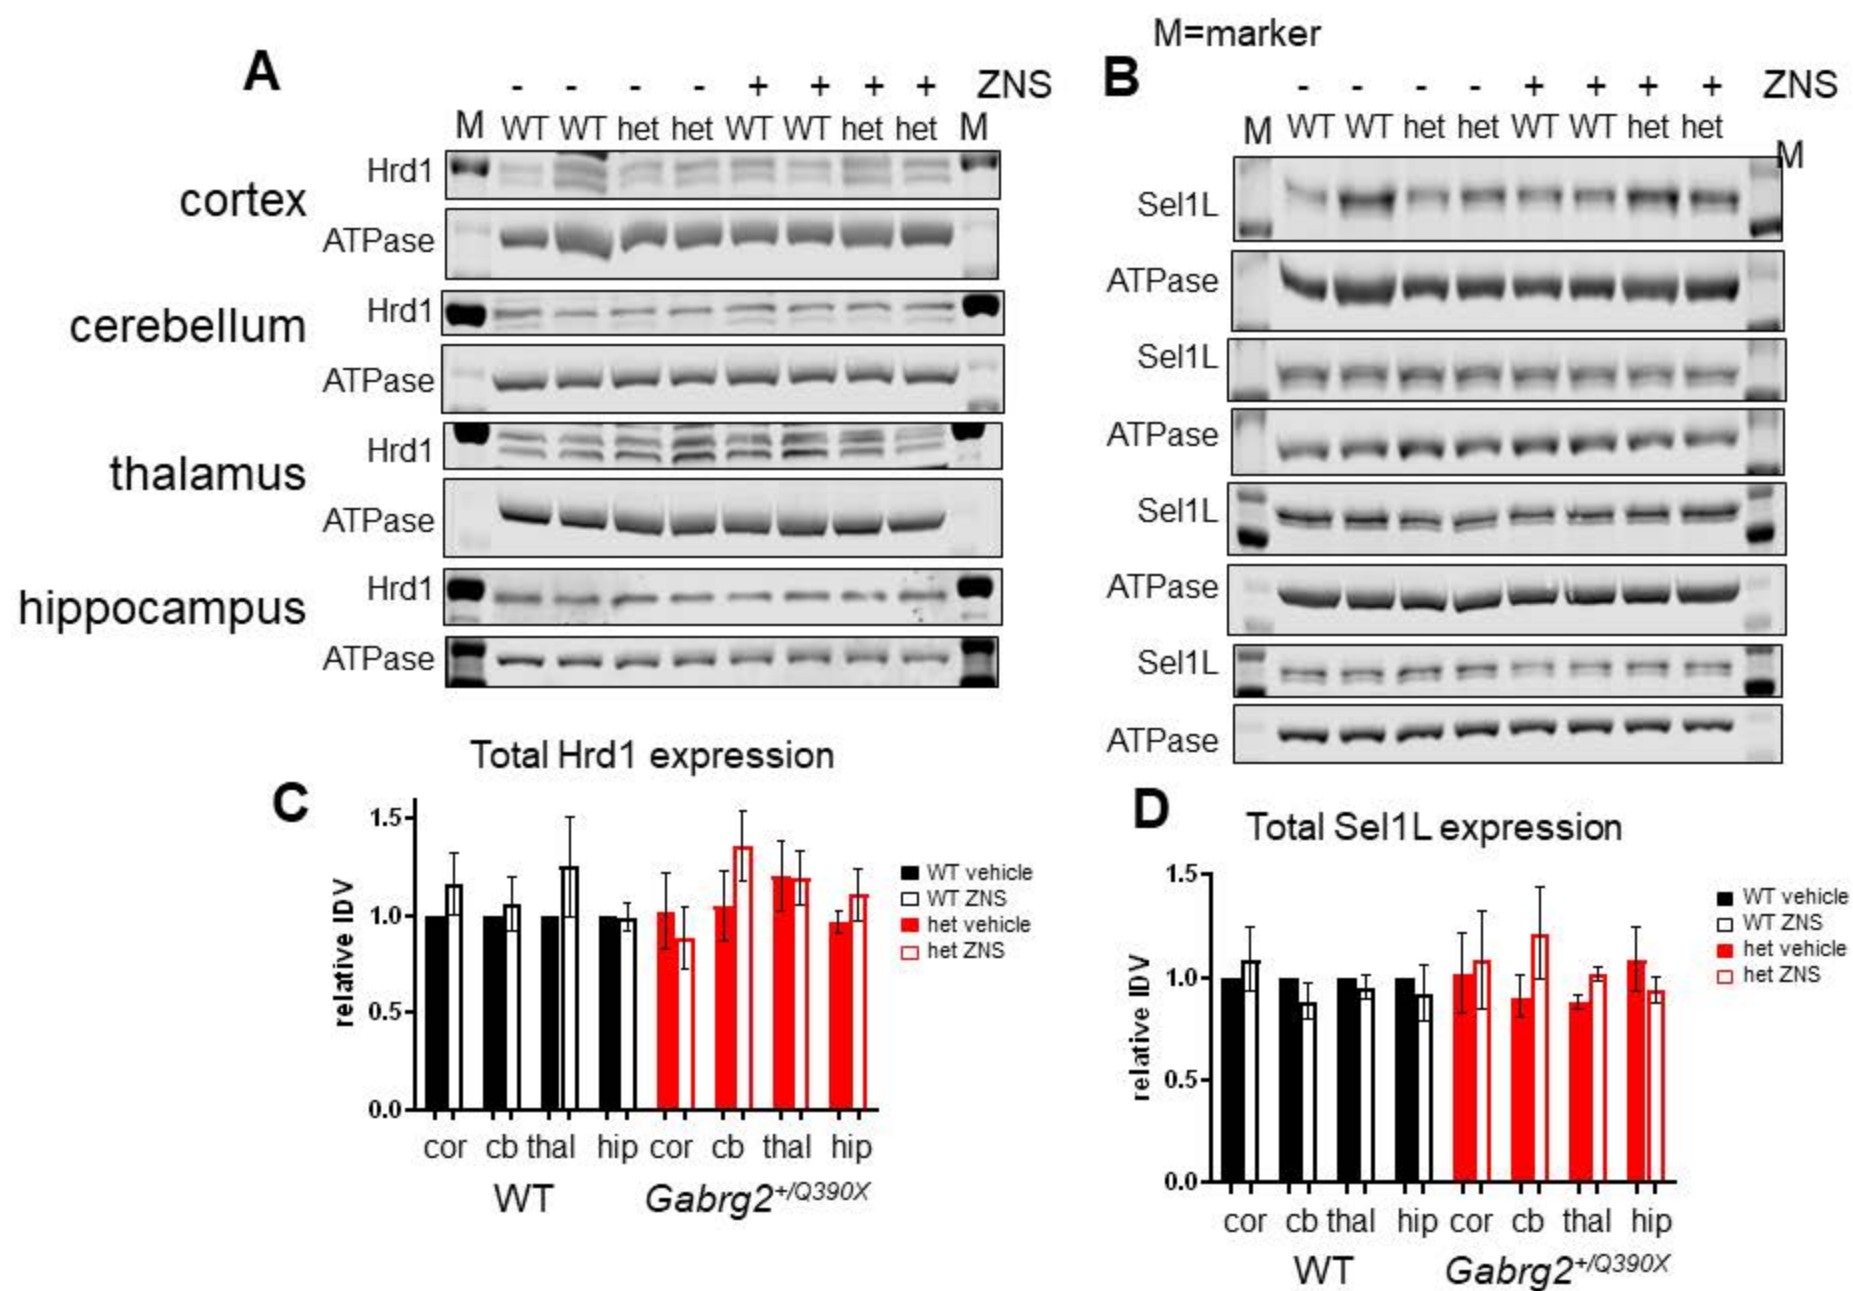 M=marker
A
- - - - + + + + ZNS
M WT WT het het WT WT het het M
cortex
Hrd1
ATPase
cerebellum
Hrd1
ATPase
thalamus
Hrd1
ATPase
hippocampus
Hrd1
ATPase
B
- - - - + + + + ZNS
M WT WT het het WT WT het het
M
Sel1L
ATPase
Sel1L
ATPase
Sel1L
ATPase
Sel1L
ATPase
Total Hrd1 expression
C
relative IDV
1.5
1.0
0.5
0.0
cor cb thal hip cor cb thal hip
WT Gabrg2+/Q390X
WT vehicle
WT ZNS
het vehicle
het ZNS
D
Total Sel1L expression
relative IDV
1.5
1.0
0.5
0.0
cor cb thal hip cor cb thal hip
WT Gabrg2+/Q390X
WT vehicle
WT ZNS
het vehicle
het ZNS